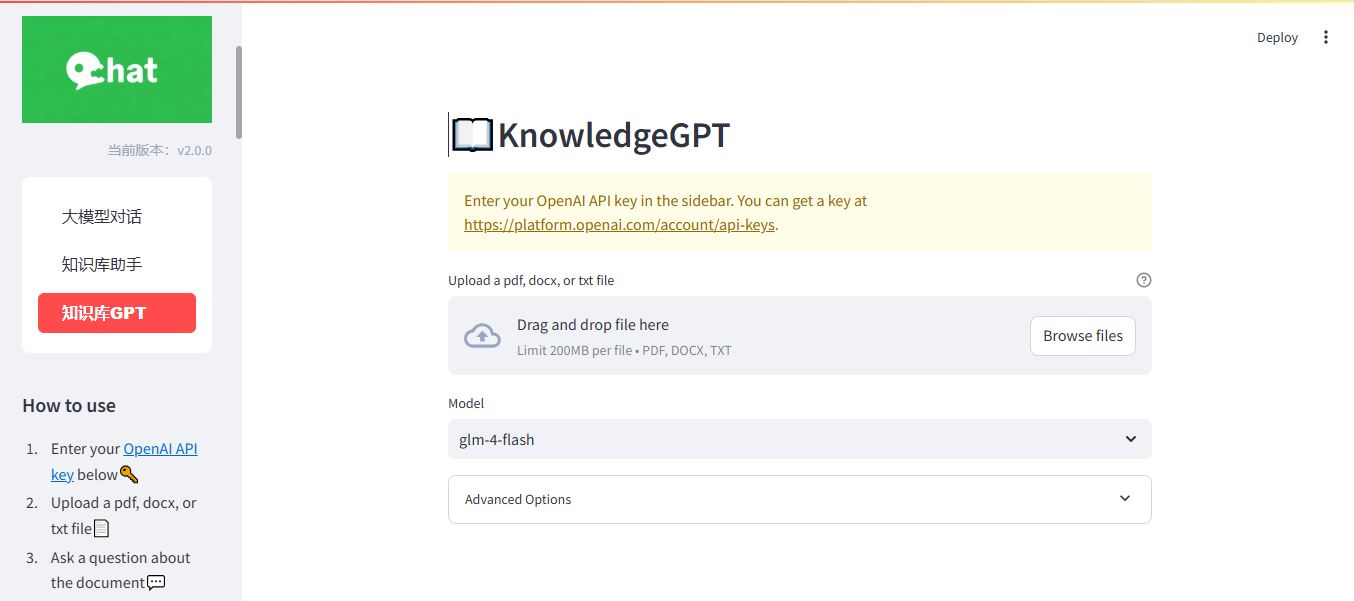 Chat
当前版本：v2.0.0
大模型对话
知识库助手
知识库GPT
How to use
1. Enter your OpenAI API
key below🔑
2. Upload a pdf, docx, or
txt file📄
3. Ask a question about
the document💬
Deploy
📖KnowledgeGPT
Enter your OpenAI API key in the sidebar. You can get a key at
https://platform.openai.com/account/api-keys.
Upload a pdf, docx, or txt file
Drag and drop file here
Limit 200MB per file • PDF, DOCX, TXT
Browse files
Model
glm-4-flash
Advanced Options